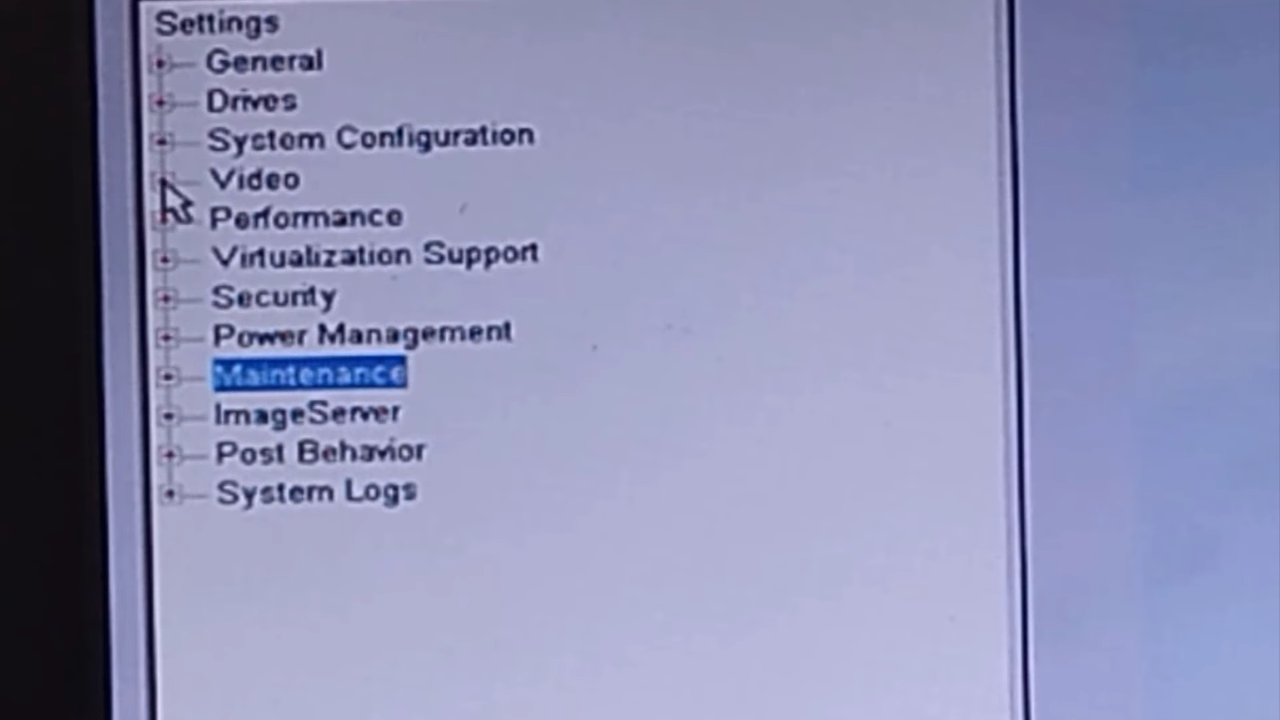 Settings
General
Drives
System Configuration
Video
Performance
Virtualization Support
Security
Power Management
Maintenance
ImageServer
Post Behavior
System Logs